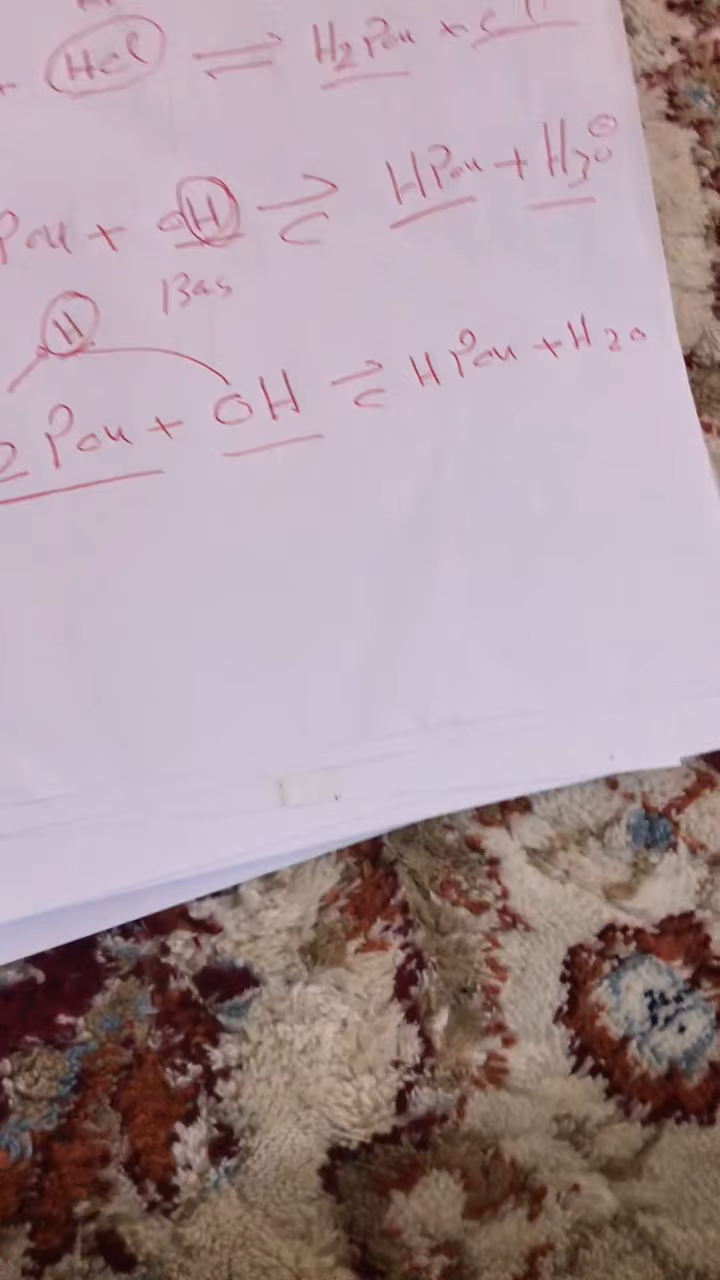 + HCl ⇌ H2PO4 + Cl
PO4 + OH ⇌ HPO4 + H3O
Bas
H
2PO4 + OH ⇌ HPO4 + H2O